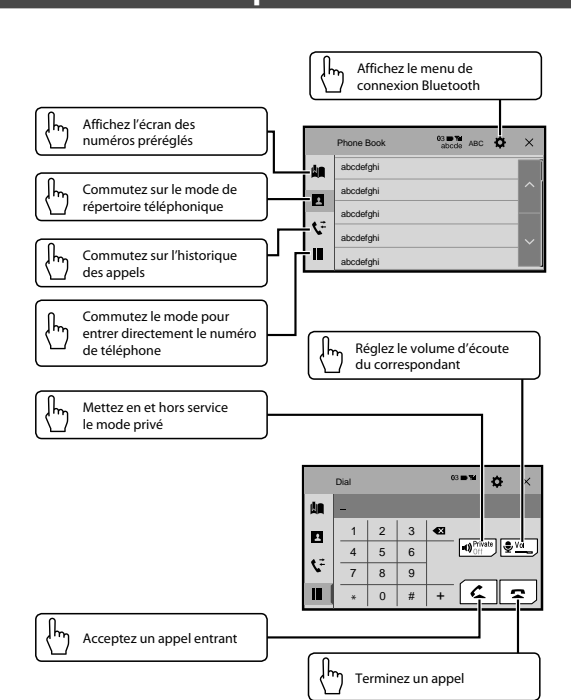 Affichez le menu de
connexion Bluetooth
Affichez l'écran des
numéros préréglés
Commutez sur le mode de
répertoire téléphonique
Commutez sur l'historique
des appels
Commutez le mode pour
entrer directement le numéro
de téléphone
Phone Book
03
abcde
ABC
abcdefghi
abcdefghi
abcdefghi
abcdefghi
abcdefghi
Réglez le volume d'écoute
du correspondant
Mettez en et hors service
le mode privé
Dial
03
_
1 2 3
4 5 6
7 8 9
* 0 # +
Private
Off
Vol
Acceptez un appel entrant
Terminez un appel